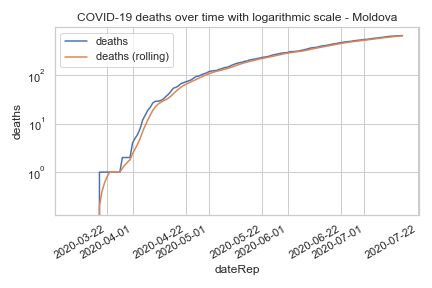 COVID-19 deaths over time with logarithmic scale - Moldova
deaths
deaths (rolling)
deaths
10²
10¹
10⁰
2020-03-22
2020-04-01
2020-04-22
2020-05-01
2020-05-22
2020-06-01
2020-06-22
2020-07-01
2020-07-22
dateRep